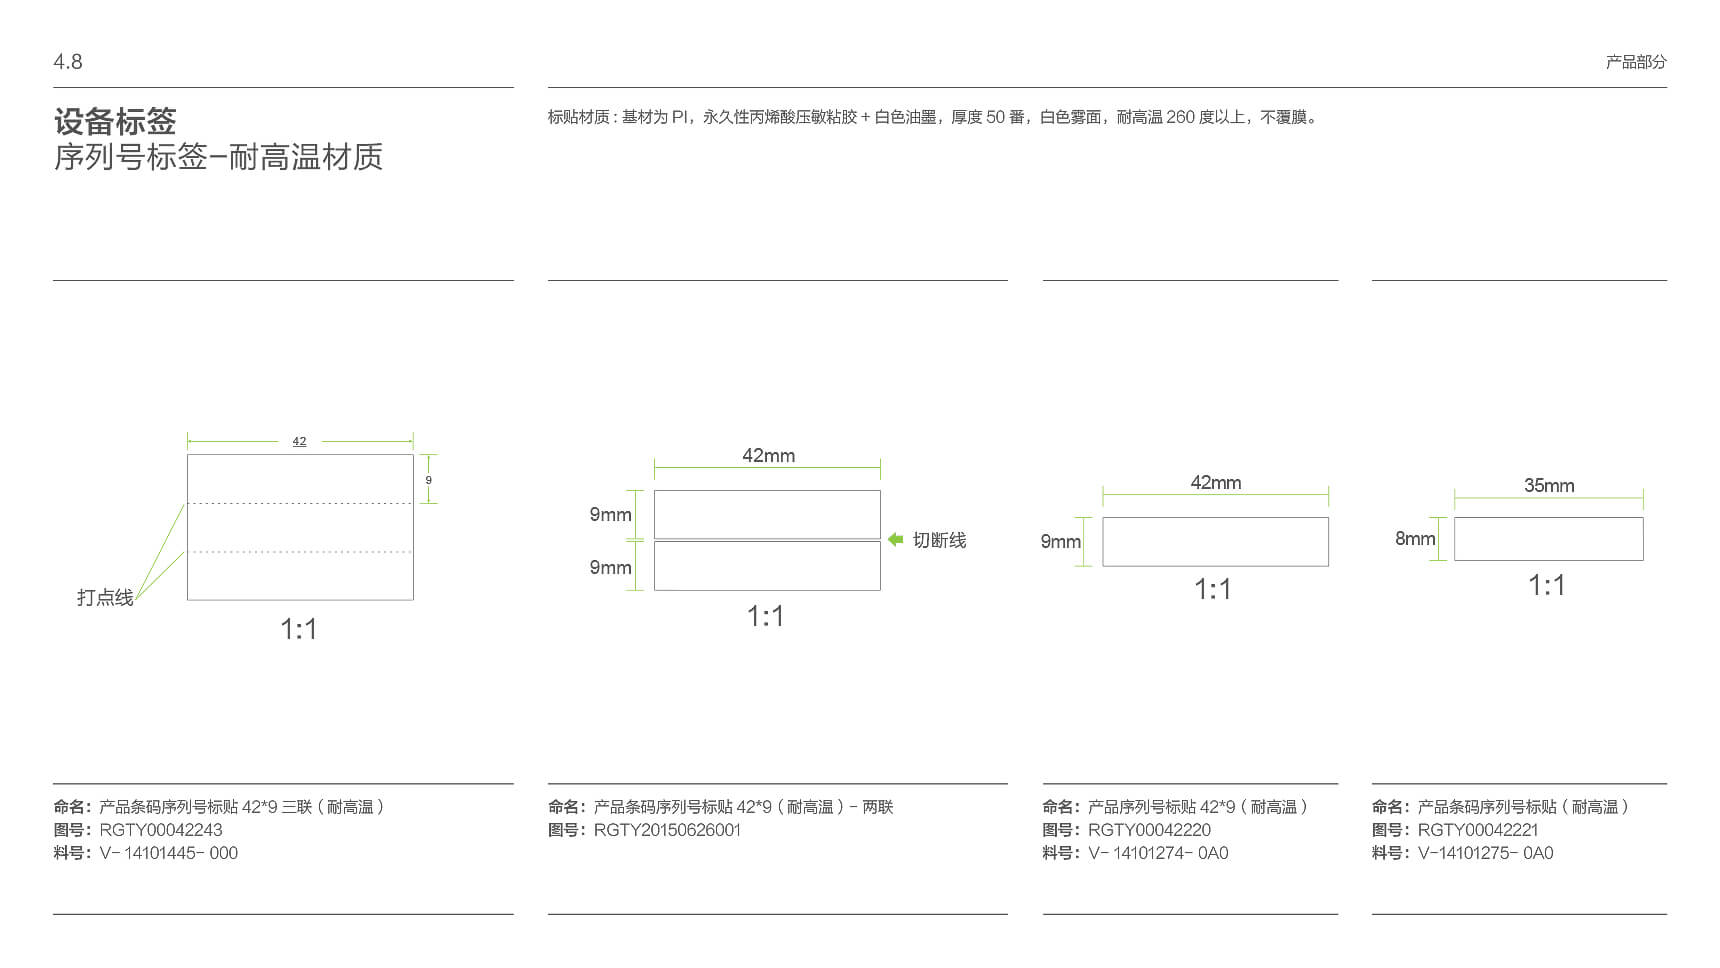 4.8
产品部分
设备标签
序列号标签-耐高温材质
标贴材质 : 基材为 PI，永久性丙烯酸压敏粘胶 + 白色油墨，厚度 50 番，白色雾面，耐高温 260 度以上，不覆膜。
42
9
打点线
1:1
42mm
9mm
9mm
切断线
1:1
42mm
9mm
1:1
35mm
8mm
1:1
命名：产品条码序列号标贴 42*9 三联（耐高温）
图号：RGTY00042243
料号：V- 14101445- 000
命名：产品条码序列号标贴 42*9（耐高温）- 两联
图号：RGTY20150626001
命名：产品序列号标贴 42*9（耐高温）
图号：RGTY00042220
料号：V- 14101274- 0A0
命名：产品条码序列号标贴（耐高温）
图号：RGTY00042221
料号：V-14101275- 0A0